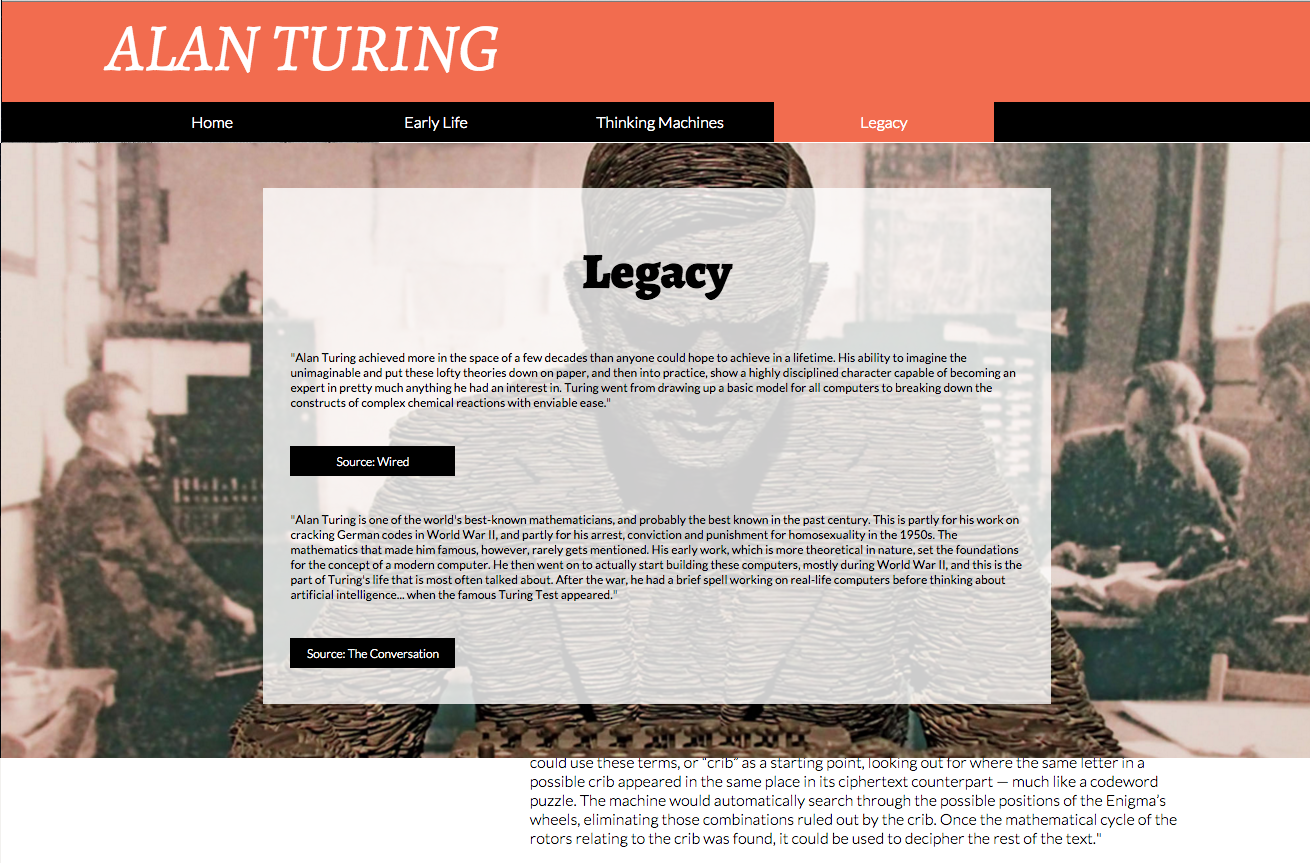 ALAN TURING
Home
Early Life
Thinking Machines
Legacy
Legacy
"Alan Turing achieved more in the space of a few decades than anyone could hope to achieve in a lifetime. His ability to imagine the
unimaginable and put these lofty theories down on paper, and then into practice, show a highly disciplined character capable of becoming an
expert in pretty much anything he had an interest in. Turing went from drawing up a basic model for all computers to breaking down the
constructs of complex chemical reactions with enviable ease."
Source: Wired
"Alan Turing is one of the world's best-known mathematicians, and probably the best known in the past century. This is partly for his work on
cracking German codes in World War II, and partly for his arrest, conviction and punishment for homosexuality in the 1950s. The
mathematics that made him famous, however, rarely gets mentioned. His early work, which is more theoretical in nature, set the foundations
for the concept of a modern computer. He then went on to actually start building these computers, mostly during World War II, and this is the
part of Turing's life that is most often talked about. After the war, he had a brief spell working on real-life computers before thinking about
artificial intelligence... when the famous Turing Test appeared."
Source: The Conversation
could use these terms, or “crib” as a starting point, looking out for where the same letter in a
possible crib appeared in the same place in its ciphertext counterpart — much like a codeword
puzzle. The machine would automatically search through the possible positions of the Enigma’s
wheels, eliminating those combinations ruled out by the crib. Once the mathematical cycle of the
rotors relating to the crib was found, it could be used to decipher the rest of the text."